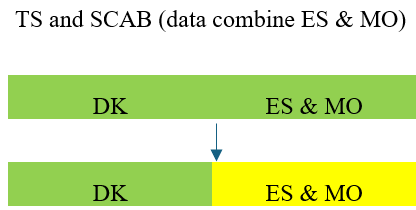 TS and SCAB (data combine ES & MO)
DK ES & MO
DK ES & MO